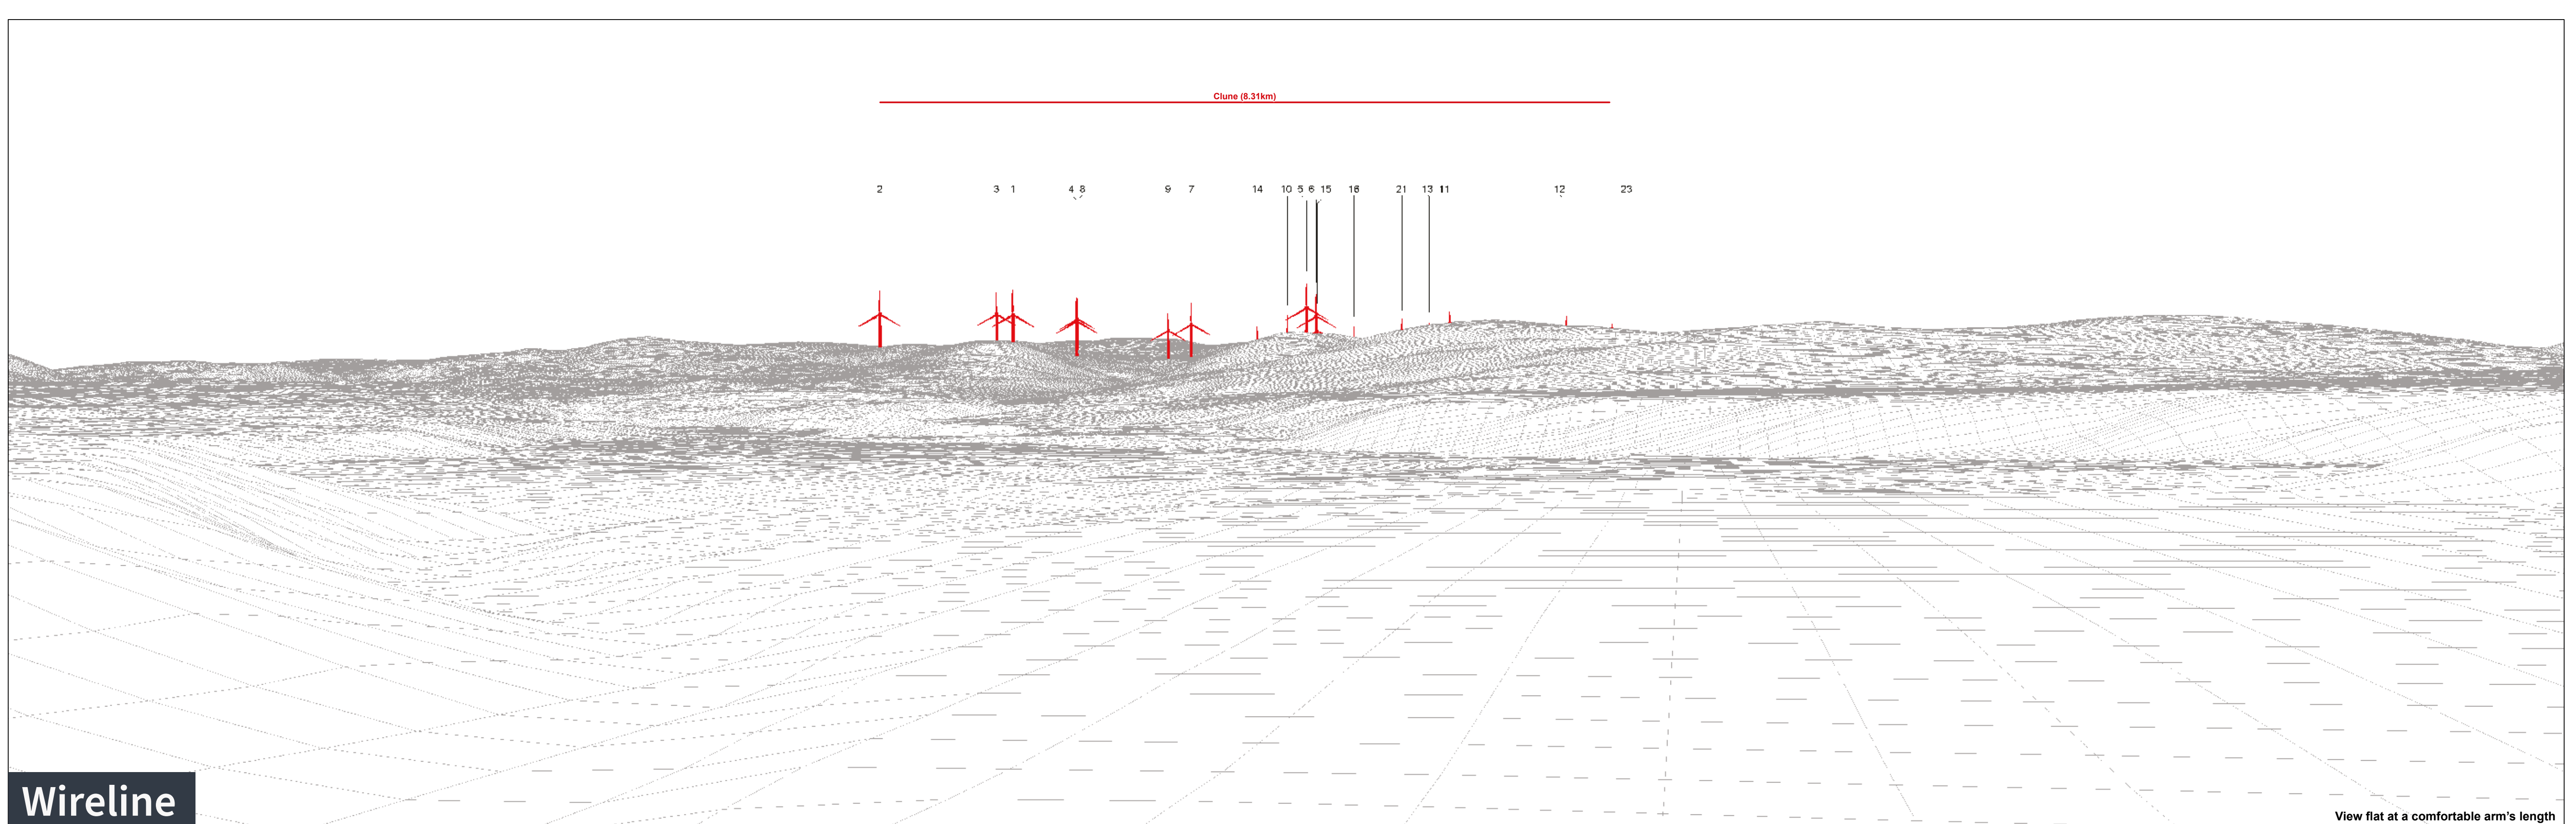 Clune (8.31km)
2 3 1 4 8 9 7 14 10 5 6 15 16 21 13 11 12 23
Wireline
View flat at a comfortable arm's length